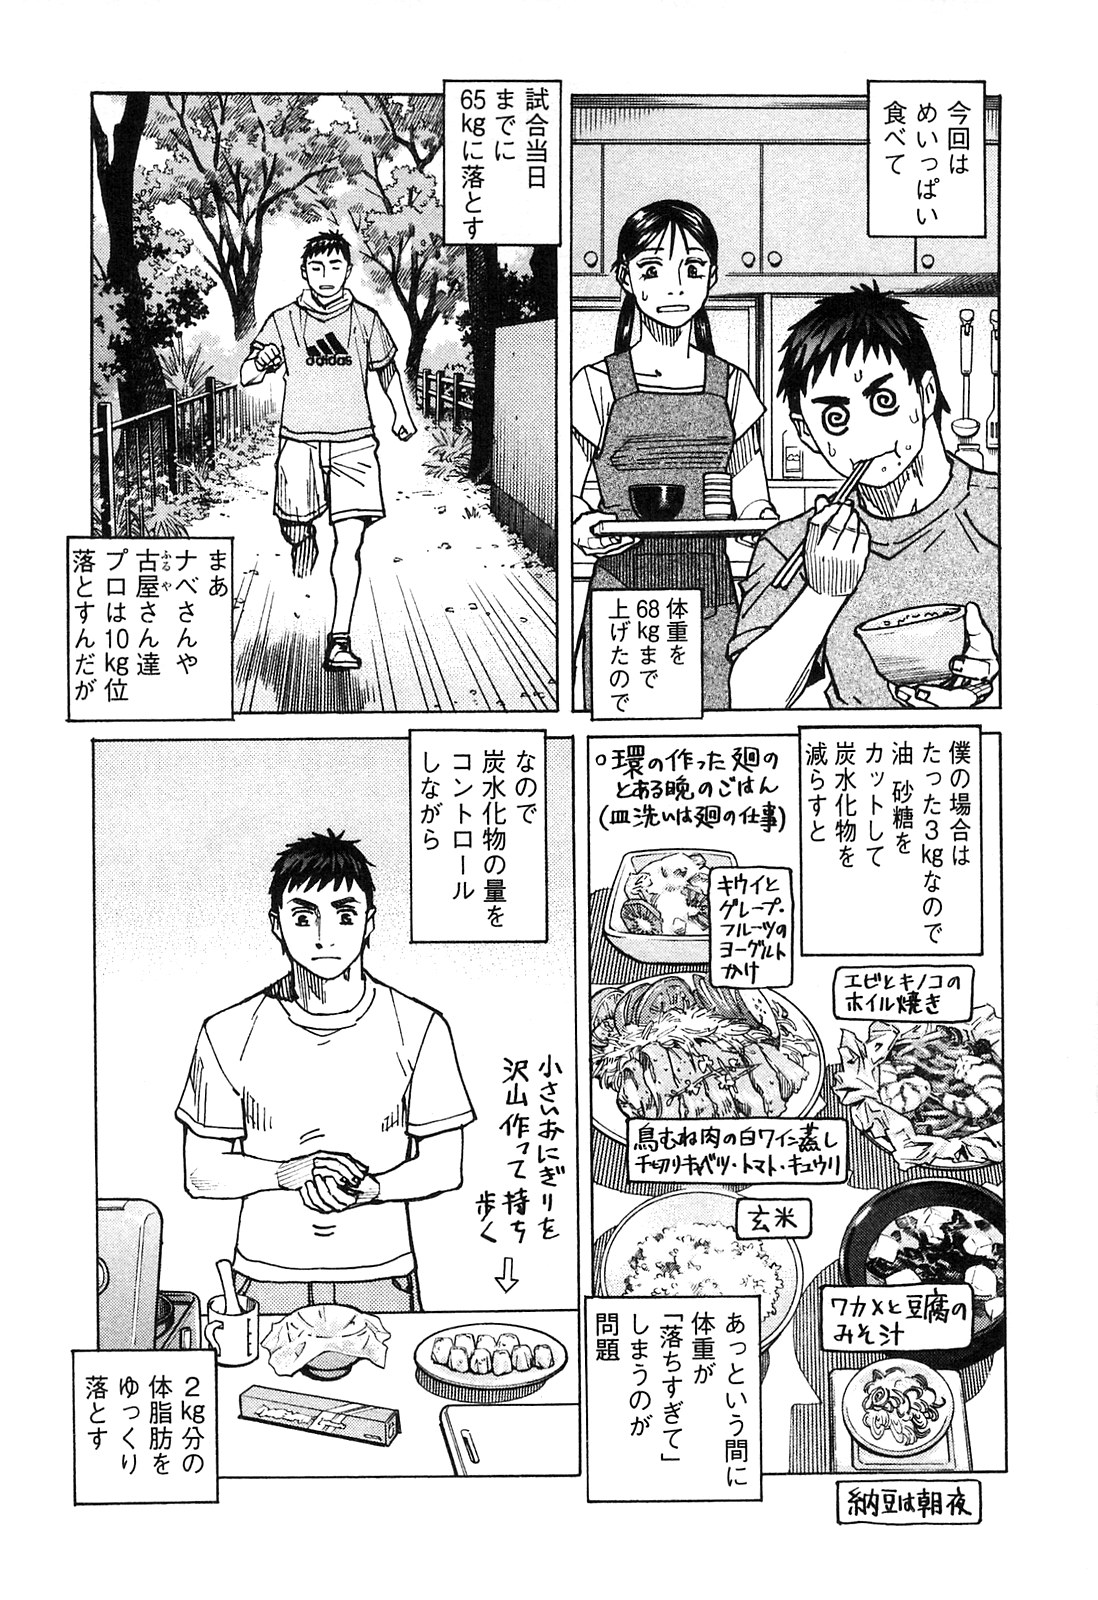 今回は
めいっぱい
食べて
体重を
68kgまで
上げたので
試合当日
までに
65kgに落とす
adidas
まあ
ナベさんや
古屋さん達
ふるや
プロは10kg位
落とすんだが
僕の場合は
たった3kgなので
油 砂糖を
カットして
炭水化物を
減らすと
○環の作った廻の
とある晩のごはん
(皿洗いは廻の仕事)
キウイと
グレープ・
フルーツの
ヨーグルト
かけ
エビとキノコの
ホイル焼き
鳥むね肉の白ワイン蒸し
千切りキャベツ・トマト・キュウリ
玄米
ワカメと豆腐の
みそ汁
納豆は朝夜
あっという間に
体重が
「落ちすぎて」
しまうのが
問題
なので
炭水化物の量を
コントロール
しながら
小さいおにぎりを
沢山作って持ち
歩く
2kg分の
体脂肪を
ゆっくり
落とす